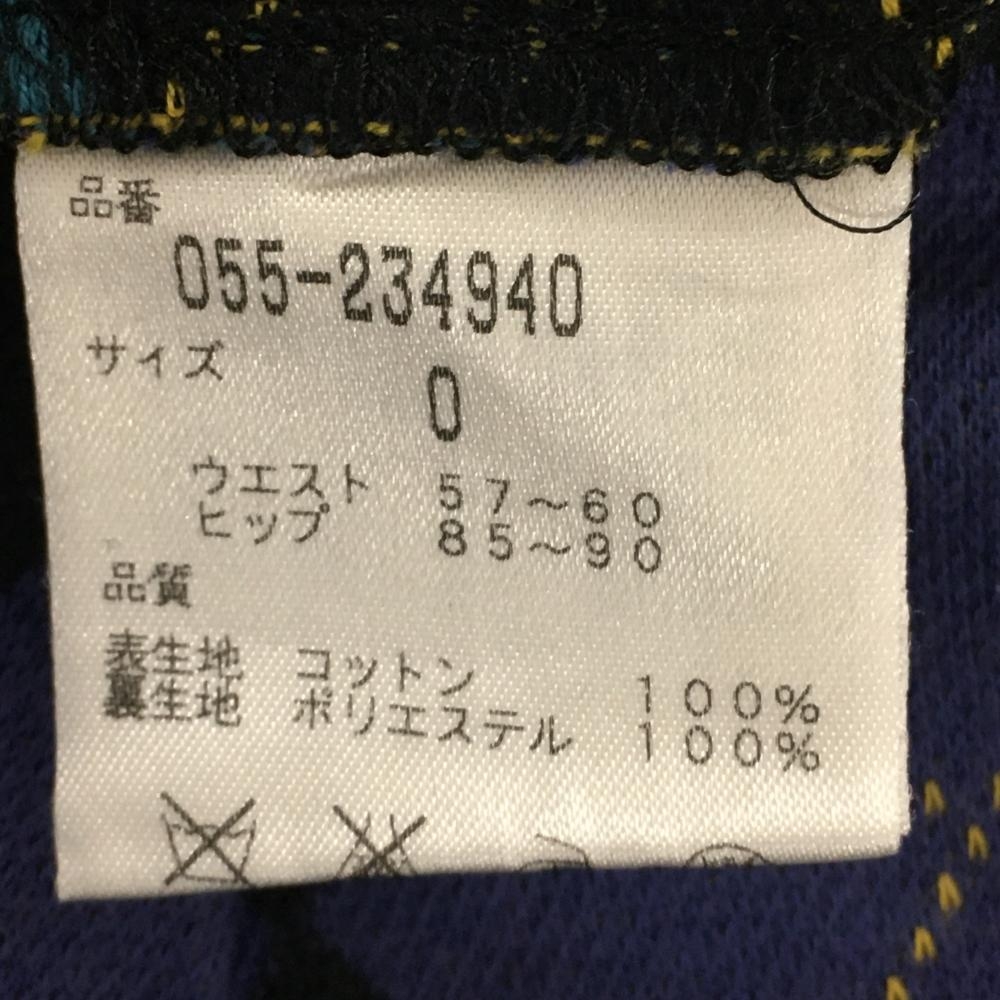 品番
055-234940
サイズ
0
ウエスト 57～60
ヒップ 85～90
品質
表生地 コットン 100%
裏生地 ポリエステル 100%